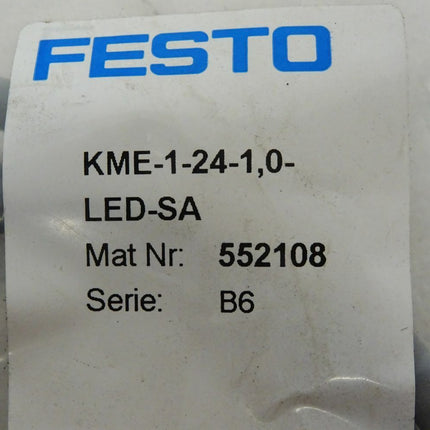 FESTO
KME-1-24-1,0-
LED-SA
Mat Nr: 552108
Serie: B6